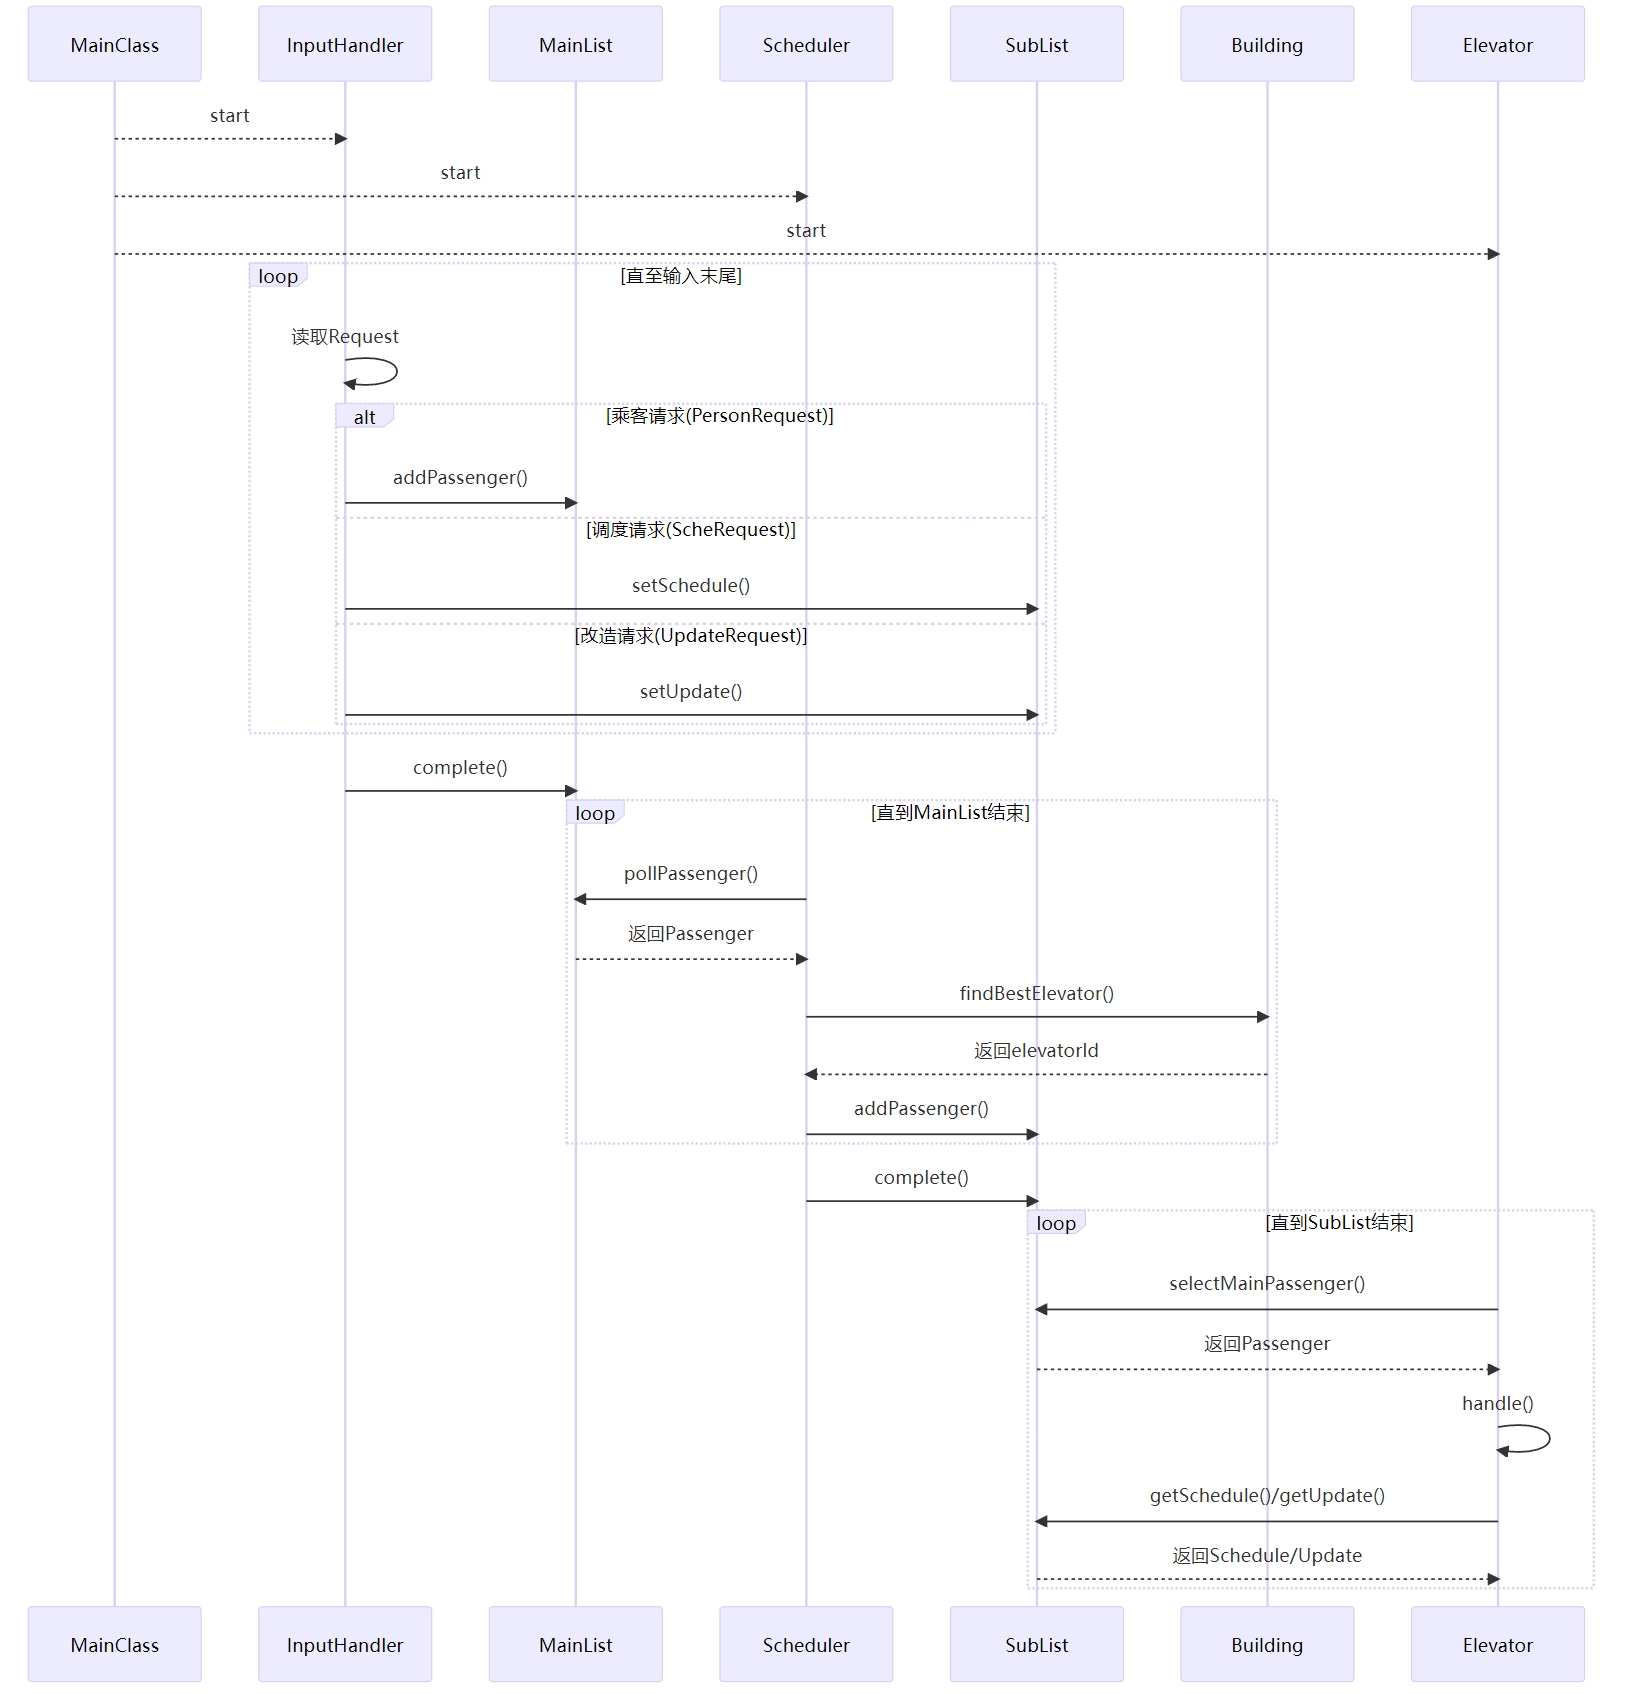 MainClass
InputHandler
MainList
Scheduler
SubList
Building
Elevator
start
start
start
loop
[直至输入末尾]
读取Request
alt
[乘客请求(PersonRequest)]
addPassenger()
[调度请求(ScheRequest)]
setSchedule()
[改造请求(UpdateRequest)]
setUpdate()
complete()
loop
[直到MainList结束]
pollPassenger()
返回Passenger
findBestElevator()
返回elevatorId
addPassenger()
complete()
loop
[直到SubList结束]
selectMainPassenger()
返回Passenger
handle()
getSchedule()/getUpdate()
返回Schedule/Update
MainClass
InputHandler
MainList
Scheduler
SubList
Building
Elevator